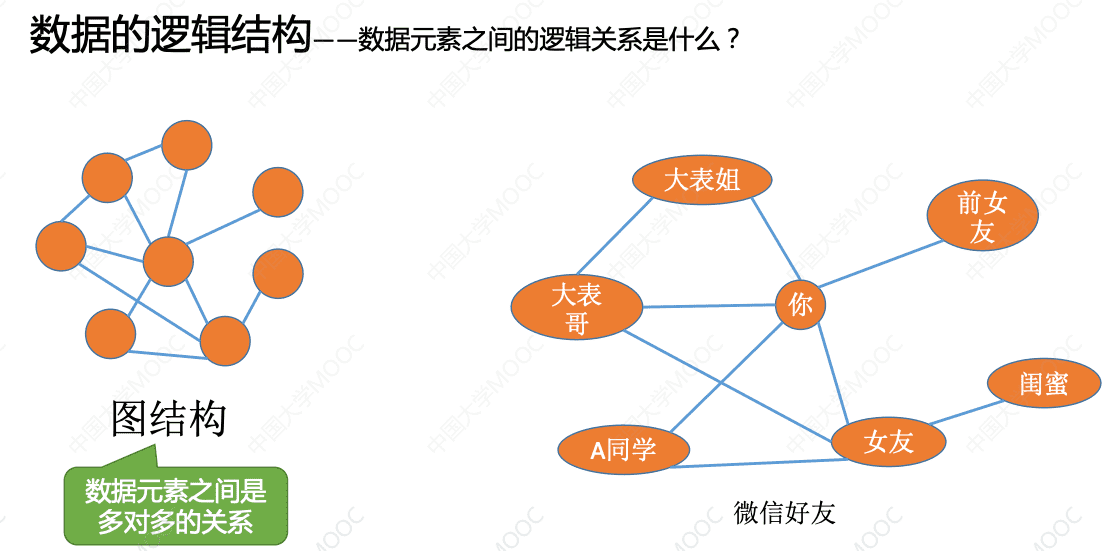 数据的逻辑结构——数据元素之间的逻辑关系是什么？
大表姐
前女
友
大表
哥
你
闺蜜
A同学
女友
图结构
数据元素之间是
多对多的关系
微信好友
中国大学MOOC